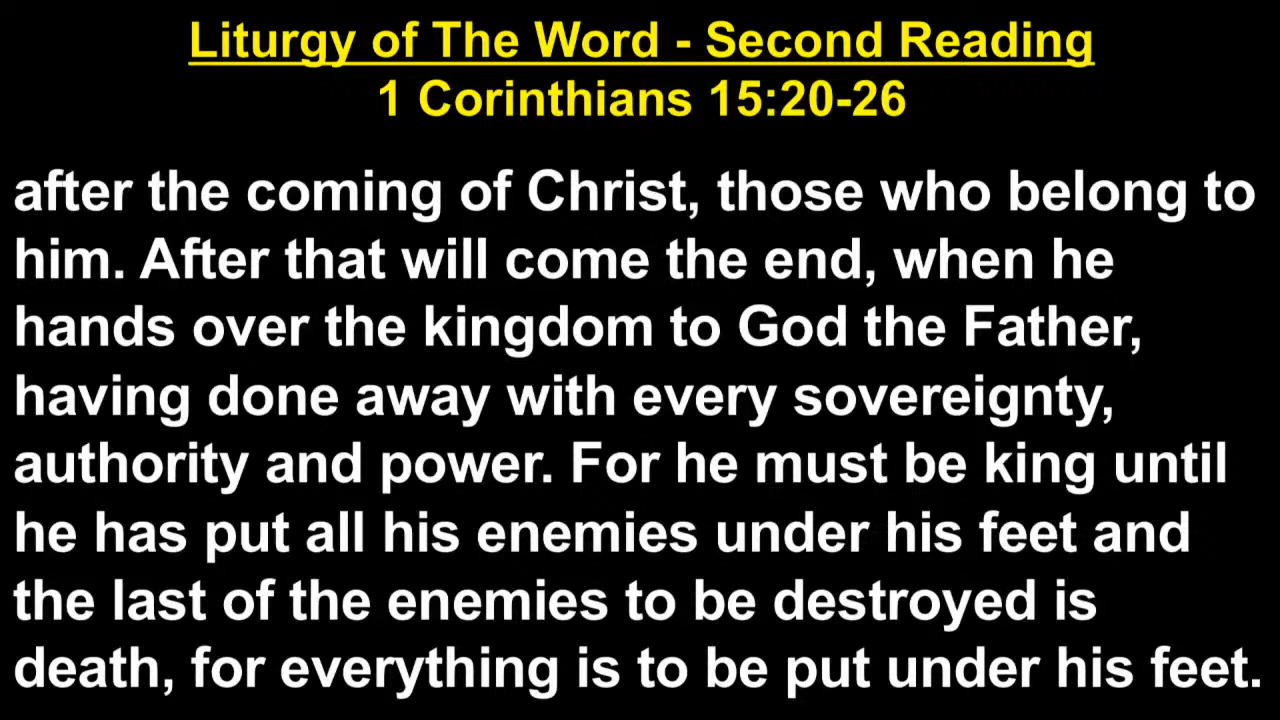 Liturgy of The Word - Second Reading
1 Corinthians 15:20-26
after the coming of Christ, those who belong to
him. After that will come the end, when he
hands over the kingdom to God the Father,
having done away with every sovereignty,
authority and power. For he must be king until
he has put all his enemies under his feet and
the last of the enemies to be destroyed is
death, for everything is to be put under his feet.